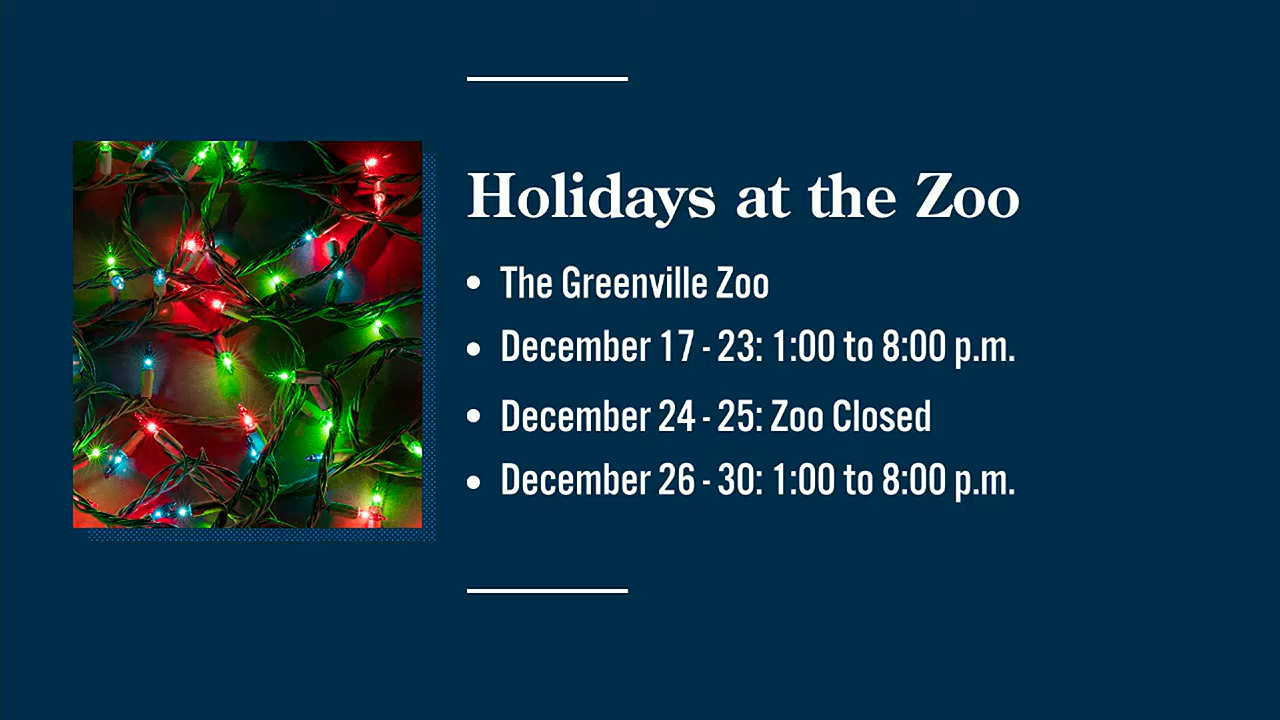 Holidays at the Zoo
• The Greenville Zoo
• December 17 - 23: 1:00 to 8:00 p.m.
• December 24 - 25: Zoo Closed
• December 26 - 30: 1:00 to 8:00 p.m.